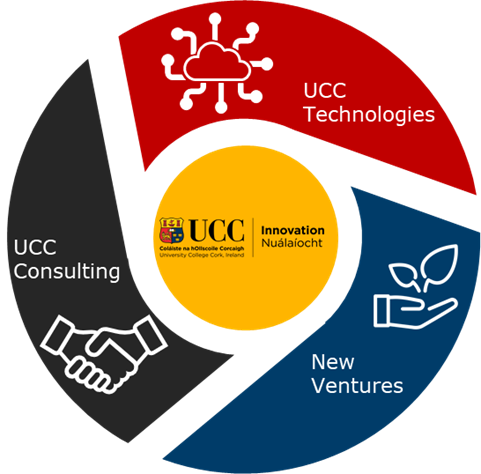 UCC
Technologies
UCC
Consulting
UCC
Coláiste na hOllscoile Corcaigh
University College Cork, Ireland
Innovation
Nuálaíocht
New
Ventures